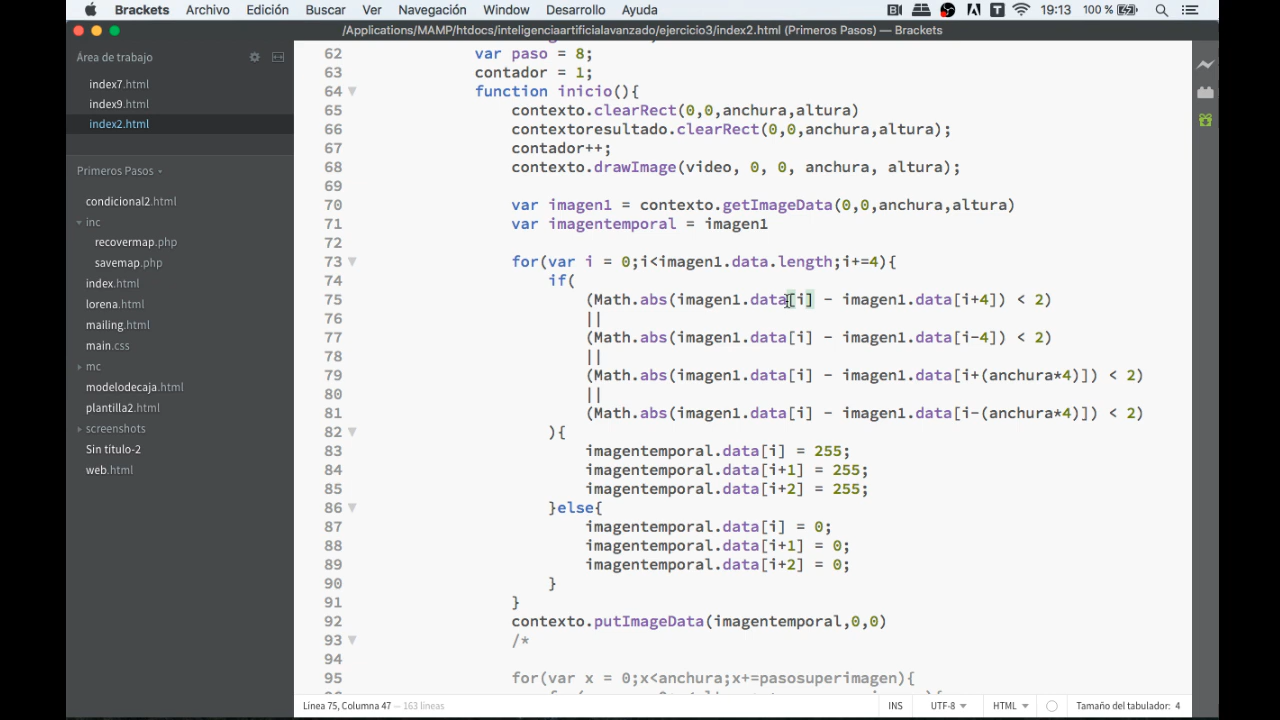 Brackets Archivo Edición Buscar Ver Navegación Window Desarrollo Ayuda 19:13 100 %
/Applications/MAMP/htdocs/inteligenciaartificialavanzado/ejercicio3/index2.html (Primeros Pasos) — Brackets
Área de trabajo
index7.html
index9.html
index2.html
Primeros Pasos
condicional2.html
inc
recovermap.php
savemap.php
index.html
lorena.html
mailing.html
main.css
mc
modelodecaja.html
plantilla2.html
screenshots
Sin título-2
web.html
62 var paso = 8;
63 contador = 1;
64 function inicio(){
65 contexto.clearRect(0,0,anchura,altura)
66 contextoresultado.clearRect(0,0,anchura,altura);
67 contador++;
68 contexto.drawImage(video, 0, 0, anchura, altura);
69
70 var imagen1 = contexto.getImageData(0,0,anchura,altura)
71 var imagentemporal = imagen1
72
73 for(var i = 0;i<imagen1.data.length;i+=4){
74 if(
75 (Math.abs(imagen1.data[i] - imagen1.data[i+4]) < 2)
76 ||
77 (Math.abs(imagen1.data[i] - imagen1.data[i-4]) < 2)
78 ||
79 (Math.abs(imagen1.data[i] - imagen1.data[i+(anchura*4)]) < 2)
80 ||
81 (Math.abs(imagen1.data[i] - imagen1.data[i-(anchura*4)]) < 2)
82 ){
83 imagentemporal.data[i] = 255;
84 imagentemporal.data[i+1] = 255;
85 imagentemporal.data[i+2] = 255;
86 }else{
87 imagentemporal.data[i] = 0;
88 imagentemporal.data[i+1] = 0;
89 imagentemporal.data[i+2] = 0;
90 }
91 }
92 contexto.putImageData(imagentemporal,0,0)
93 /*
94
95 for(var x = 0;x<anchura;x+=pasosuperimagen){
Línea 75, Columna 47 — 163 líneas INS UTF-8 HTML Tamaño del tabulador: 4